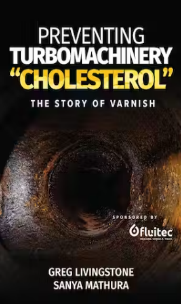 PREVENTING
TURBOMACHINERY
"CHOLESTEROL"
THE STORY OF VARNISH
SPONSORED BY
fluitec
GREG LIVINGSTONE
SANYA MATHURA